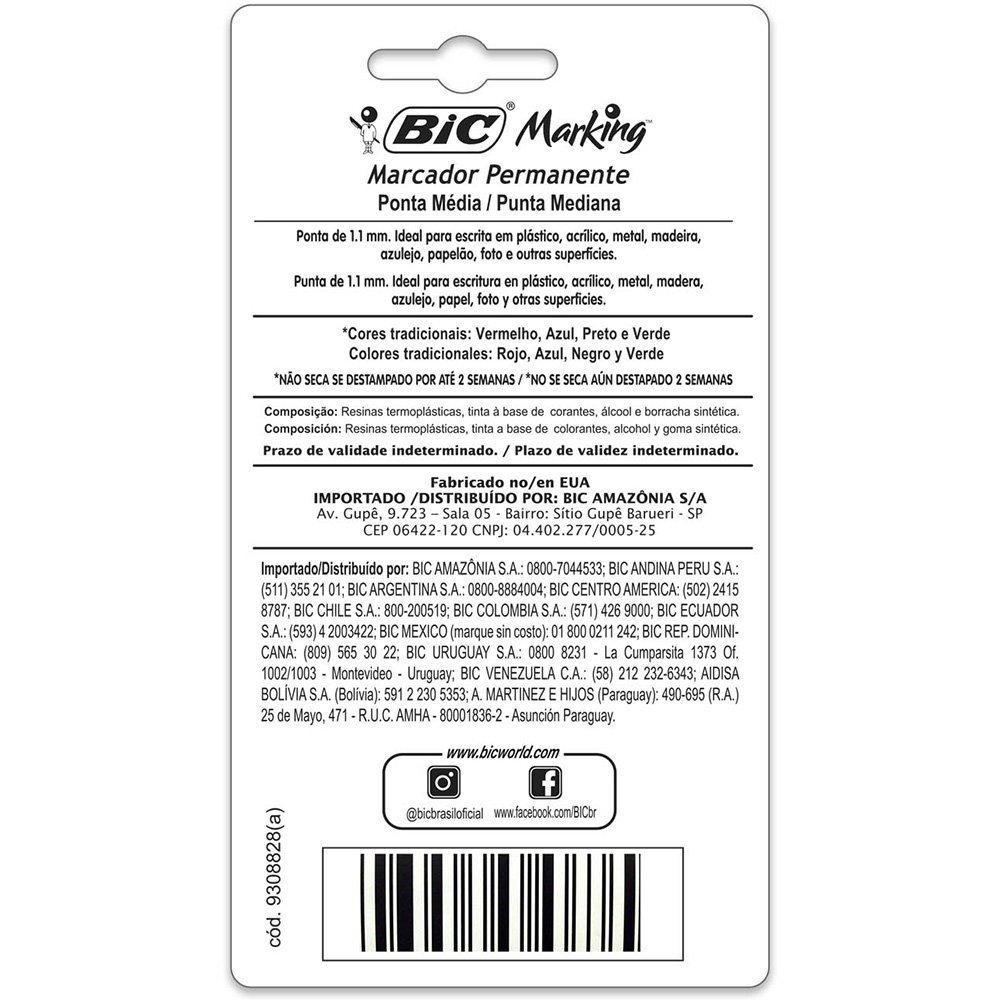 BiC® Marking™
Marcador Permanente
Ponta Média / Punta Mediana
Ponta de 1.1 mm. Ideal para escrita em plástico, acrílico, metal, madeira,
azulejo, papelão, foto e outras superfícies.
Punta de 1.1 mm. Ideal para escritura en plástico, acrílico, metal, madera,
azulejo, papel, foto y otras superficies.
*Cores tradicionais: Vermelho, Azul, Preto e Verde
Colores tradicionales: Rojo, Azul, Negro y Verde
*NÃO SECA SE DESTAMPADO POR ATÉ 2 SEMANAS / *NO SE SECA AÚN DESTAPADO 2 SEMANAS
Composição: Resinas termoplásticas, tinta à base de corantes, álcool e borracha sintética.
Composición: Resinas termoplásticas, tinta a base de colorantes, alcohol y goma sintética.
Prazo de validade indeterminado. / Plazo de validez indeterminado.
Fabricado no/en EUA
IMPORTADO /DISTRIBUÍDO POR: BIC AMAZÔNIA S/A
Av. Gupê, 9.723 – Sala 05 - Bairro: Sítio Gupê Barueri - SP
CEP 06422-120 CNPJ: 04.402.277/0005-25
Importado/Distribuído por: BIC AMAZÔNIA S.A.: 0800-7044533; BIC ANDINA PERU S.A.:
(511) 355 21 01; BIC ARGENTINA S.A.: 0800-8884004; BIC CENTRO AMERICA: (502) 2415
8787; BIC CHILE S.A.: 800-200519; BIC COLOMBIA S.A.: (571) 426 9000; BIC ECUADOR
S.A.: (593) 4 2003422; BIC MEXICO (marque sin costo): 01 800 0211 242; BIC REP. DOMINI-
CANA: (809) 565 30 22; BIC URUGUAY S.A.: 0800 8231 - La Cumparsita 1373 Of.
1002/1003 - Montevideo - Uruguay; BIC VENEZUELA C.A.: (58) 212 232-6343; AIDISA
BOLÍVIA S.A. (Bolívia): 591 2 230 5353; A. MARTINEZ E HIJOS (Paraguay): 490-695 (R.A.)
25 de Mayo, 471 - R.U.C. AMHA - 80001836-2 - Asunción Paraguay.
www.bicworld.com
@bicbrasiloficial www.facebook.com/BICbr
cód. 9308828(a)